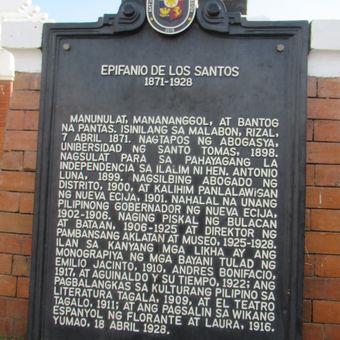 EPIFANIO DE LOS SANTOS
1871-1928
MANUNULAT, MANANANGGOL, AT BANTOG
NA PANTAS. ISINILANG SA MALABON, RIZAL,
7 ABRIL 1871. NAGTAPOS NG ABOGASYA,
UNIBERSIDAD NG SANTO TOMAS, 1898.
NAGSULAT PARA SA PAHAYAGANG LA
INDEPENDENCIA SA ILALIM NI HEN. ANTONIO
LUNA, 1899. NAGSILBING ABOGADO NG
DISTRITO, 1900, AT KALIHIM PANLALAWIGAN
NG NUEVA ECIJA, 1901. NAHALAL NA UNANG
PILIPINONG GOBERNADOR NG NUEVA ECIJA,
1902-1906. NAGING PISKAL NG BULACAN
AT BATAAN, 1906-1925 AT DIREKTOR NG
PAMBANSANG AKLATAN AT MUSEO, 1925-1928.
ILAN SA KANYANG MGA LIKHA AY ANG
MONOGRAPIYA NG MGA BAYANI TULAD NG
EMILIO JACINTO, 1910, ANDRES BONIFACIO,
1917, AT AGUINALDO Y SU TIEMPO, 1922; ANG
PAGBALANGKAS SA KULTURANG PILIPINO SA
LITERATURA TAGALA, 1909, AT EL TEATRO
TAGALO, 1911; AT ANG PAGSALIN SA WIKANG
ESPANYOL NG FLORANTE AT LAURA, 1916.
YUMAO, 18 ABRIL 1928.